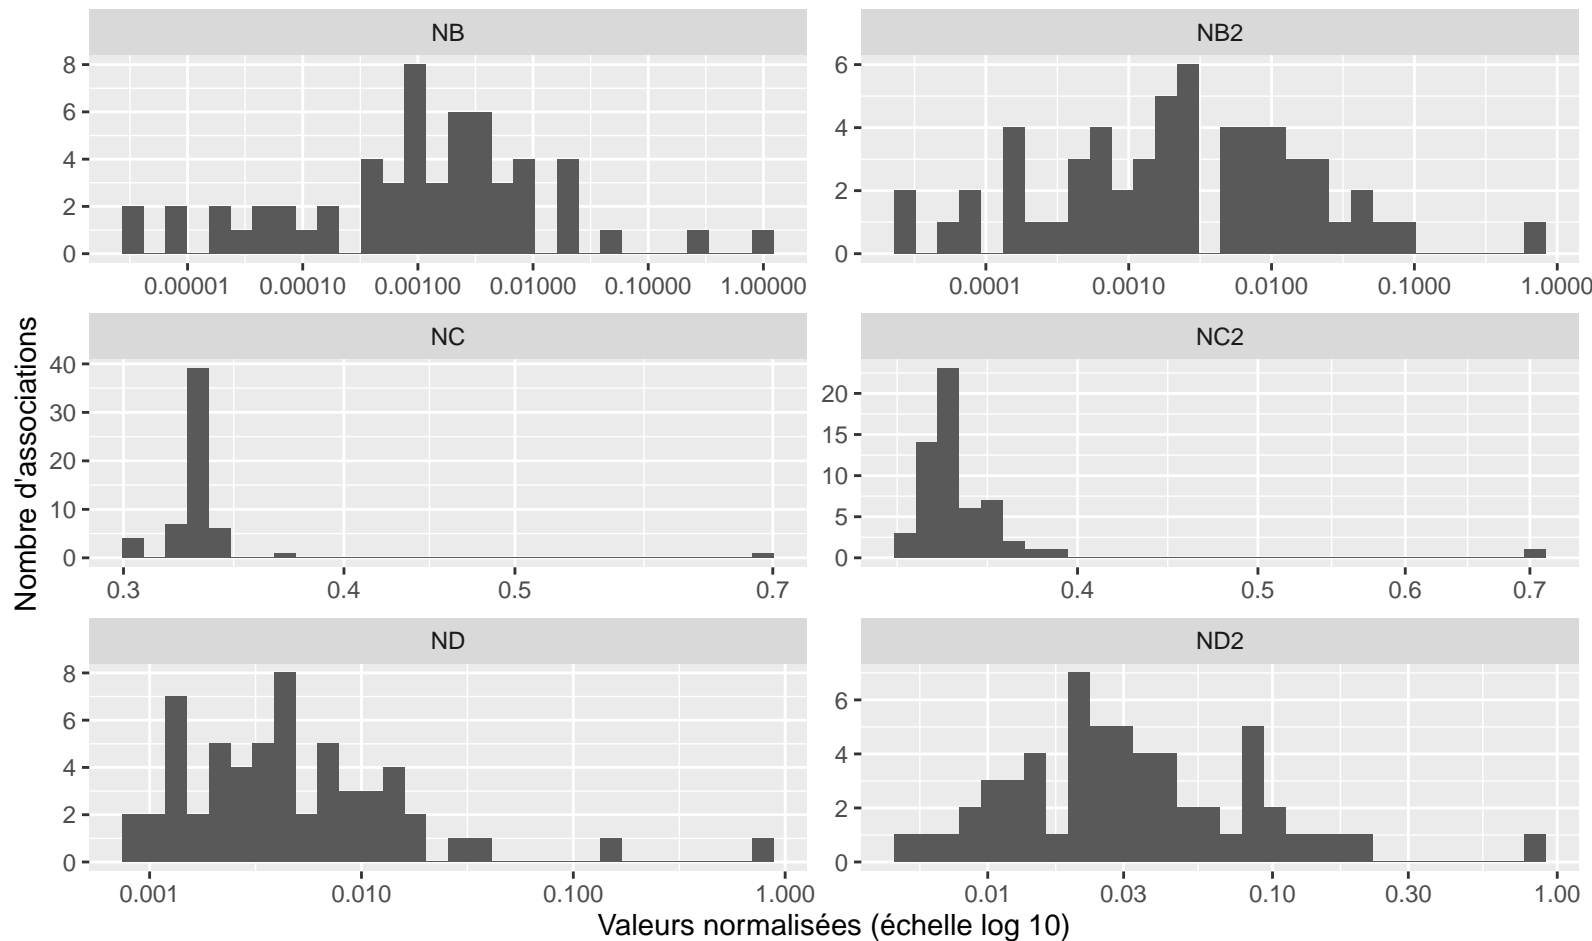 NB
NB2
8
6
4
2
0
0.00001 0.00010 0.00100 0.01000 0.10000 1.00000
6
4
2
0
0.0001 0.0010 0.0100 0.1000 1.0000
NC
NC2
40
30
20
10
0
0.3 0.4 0.5 0.7
20
15
10
5
0
0.4 0.5 0.6 0.7
Nombre d'associations
ND
ND2
8
6
4
2
0
0.001 0.010 0.100 1.000
6
4
2
0
0.01 0.03 0.10 0.30 1.00
Valeurs normalisées (échelle log 10)